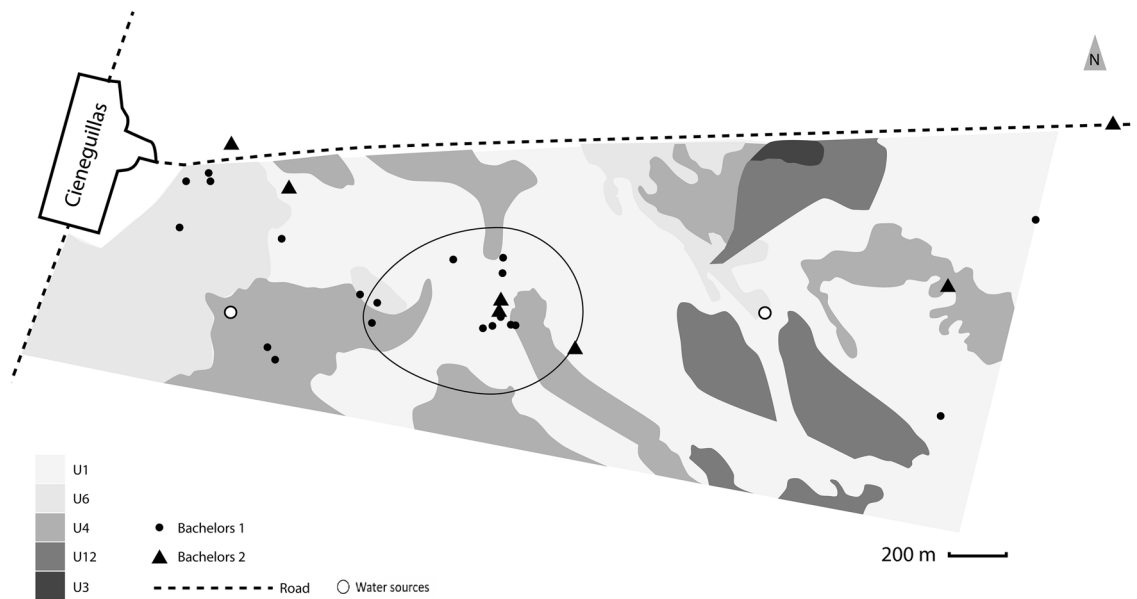 N
Cieneguillas
U1
U6
U4
U12
U3
Bachelors 1
Bachelors 2
Road
Water sources
200 m